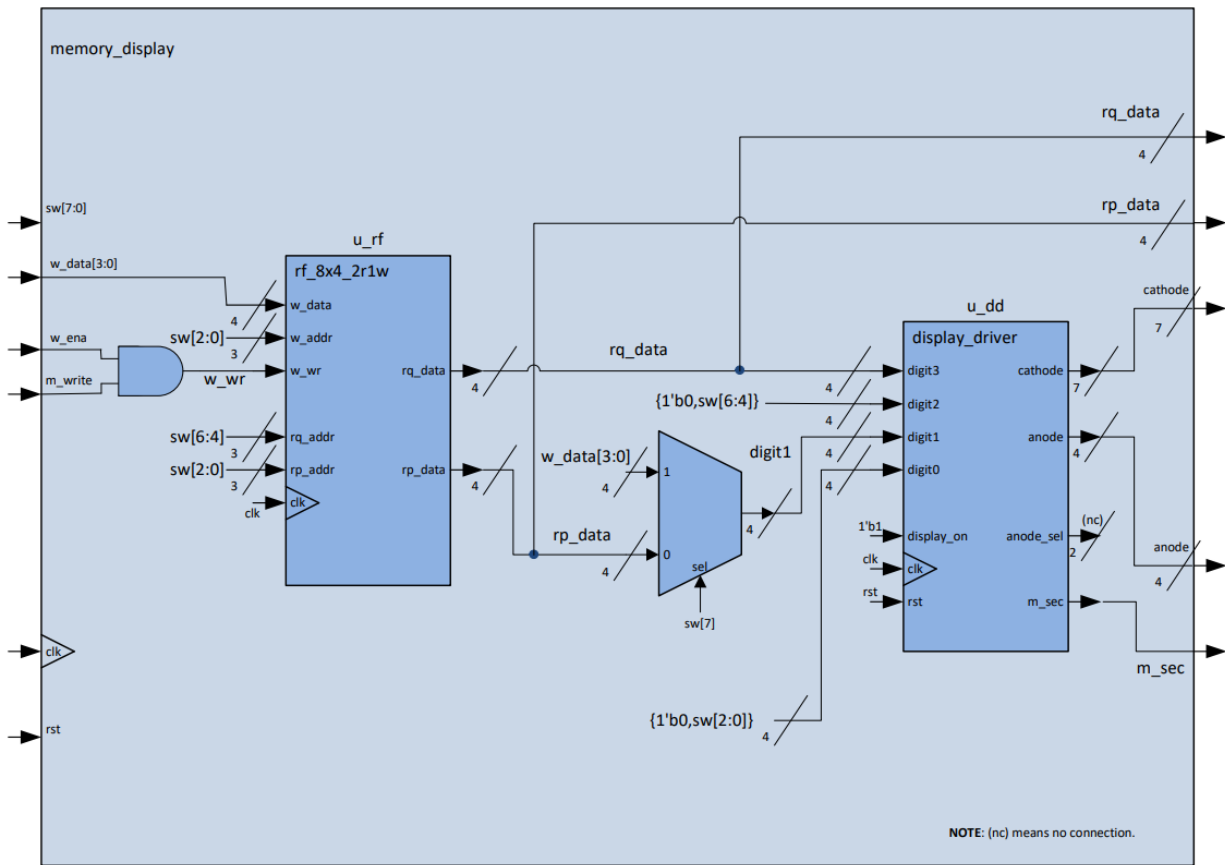 memory_display
rq_data
4
rp_data
4
sw[7:0]
w_data[3:0]
w_ena
m_write
w_wr
u_rf
rf_8x4_2r1w
w_data
4
sw[2:0]
w_addr
3
w_wr
rq_data
4
sw[6:4]
rq_addr
3
sw[2:0]
rp_addr
3
rp_data
4
clk
clk
rq_data
{1'b0,sw[6:4]}
w_data[3:0]
4
1
digit1
4
rp_data
4
0
sel
sw[7]
{1'b0,sw[2:0]}
4
u_dd
display_driver
4
digit3
4
digit2
4
digit1
4
digit0
1'b1
display_on
clk
clk
rst
rst
cathode
7
anode
4
anode_sel
(nc)
2
m_sec
cathode
7
anode
4
m_sec
clk
rst
NOTE: (nc) means no connection.